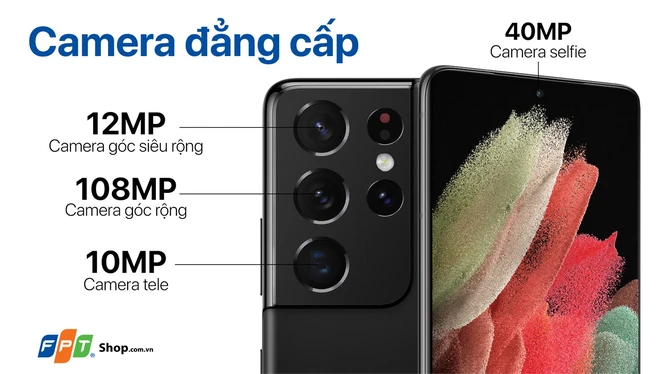 Camera đẳng cấp
40MP
Camera selfie
12MP
Camera góc siêu rộng
108MP
Camera góc rộng
10MP
Camera tele
FPT Shop.com.vn